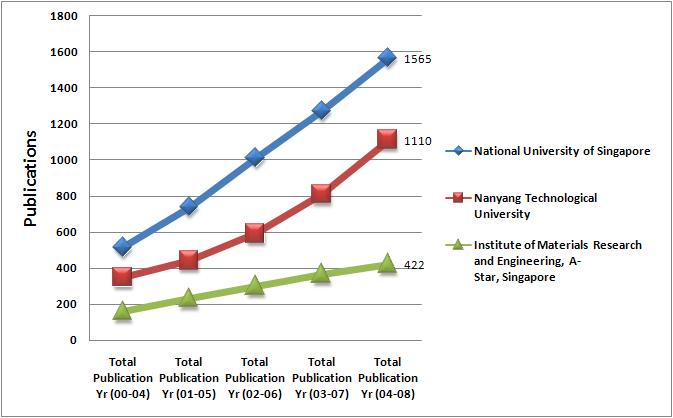 1800
1600
1400
1200
1000
800
600
400
200
0
Publications
1565
1110
422
Total
Publication
Yr (00-04)
Total
Publication
Yr (01-05)
Total
Publication
Yr (02-06)
Total
Publication
Yr (03-07)
Total
Publication
Yr (04-08)
National University of Singapore
Nanyang Technological
University
Institute of Materials Research
and Engineering, A-
Star, Singapore